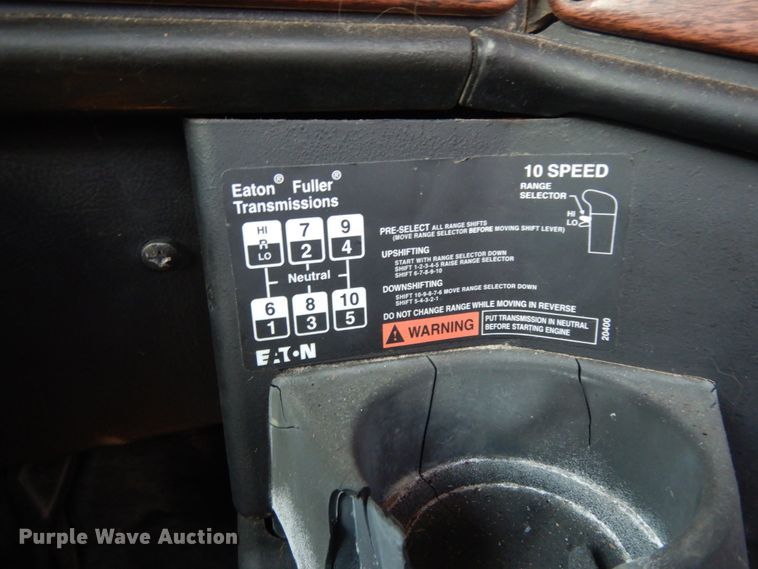 Eaton® Fuller®
Transmissions
10 SPEED
RANGE
SELECTOR
HI
LO
HI
R
LO
7
2
9
4
Neutral
6
1
8
3
10
5
EATON
PRE-SELECT ALL RANGE SHIFTS
(MOVE RANGE SELECTOR BEFORE MOVING SHIFT LEVER)
UPSHIFTING
START WITH RANGE SELECTOR DOWN
SHIFT 1-2-3-4-5 RAISE RANGE SELECTOR
SHIFT 6-7-8-9-10
DOWNSHIFTING
SHIFT 10-9-8-7-6 MOVE RANGE SELECTOR DOWN
SHIFT 5-4-3-2-1
DO NOT CHANGE RANGE WHILE MOVING IN REVERSE
WARNING
PUT TRANSMISSION IN NEUTRAL
BEFORE STARTING ENGINE
20400
Purple Wave Auction